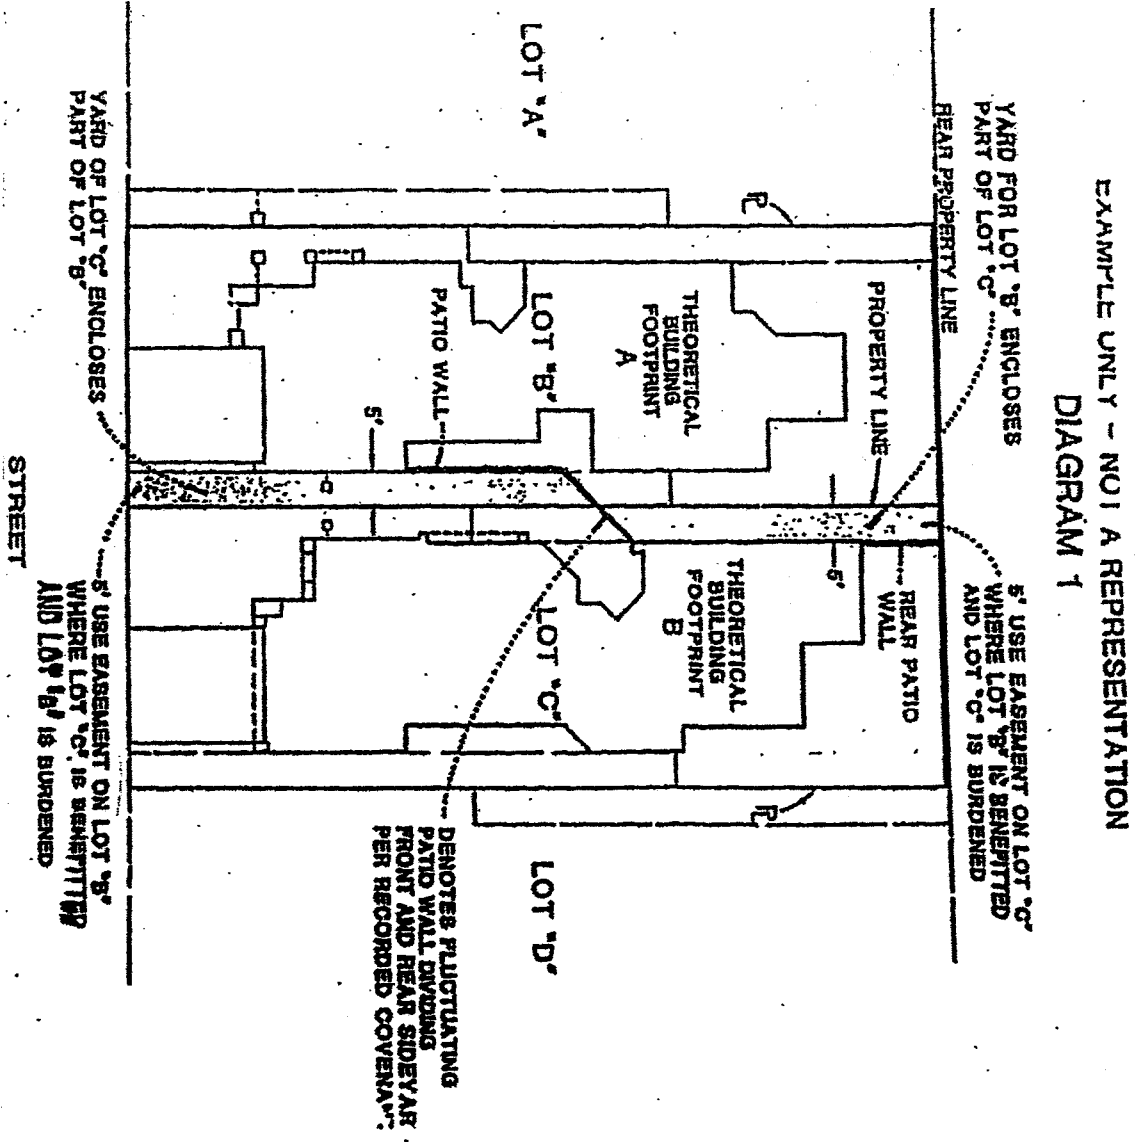 EXAMPLE ONLY - NOT A REPRESENTATION
DIAGRAM 1
YARD FOR LOT "B" ENCLOSES
PART OF LOT "C"
REAR PROPERTY LINE
5' USE EASEMENT ON LOT "C"
WHERE LOT "B" IS BENEFITTED
AND LOT "C" IS BURDENED
PROPERTY LINE
REAR PATIO
WALL
5'
THEORETICAL
BUILDING
FOOTPRINT
A
THEORETICAL
BUILDING
FOOTPRINT
B
LOT "A"
LOT "B"
LOT "C"
LOT "D"
PATIO WALL
5'
DENOTES FLUCTUATING
PATIO WALL DIVIDING
FRONT AND REAR SIDEYAR
PER RECORDED COVENAN
YARD OF LOT "C" ENCLOSES
PART OF LOT "B"
5' USE EASEMENT ON LOT "B"
WHERE LOT "C" IS BENEFITTED
AND LOT "B" IS BURDENED
STREET